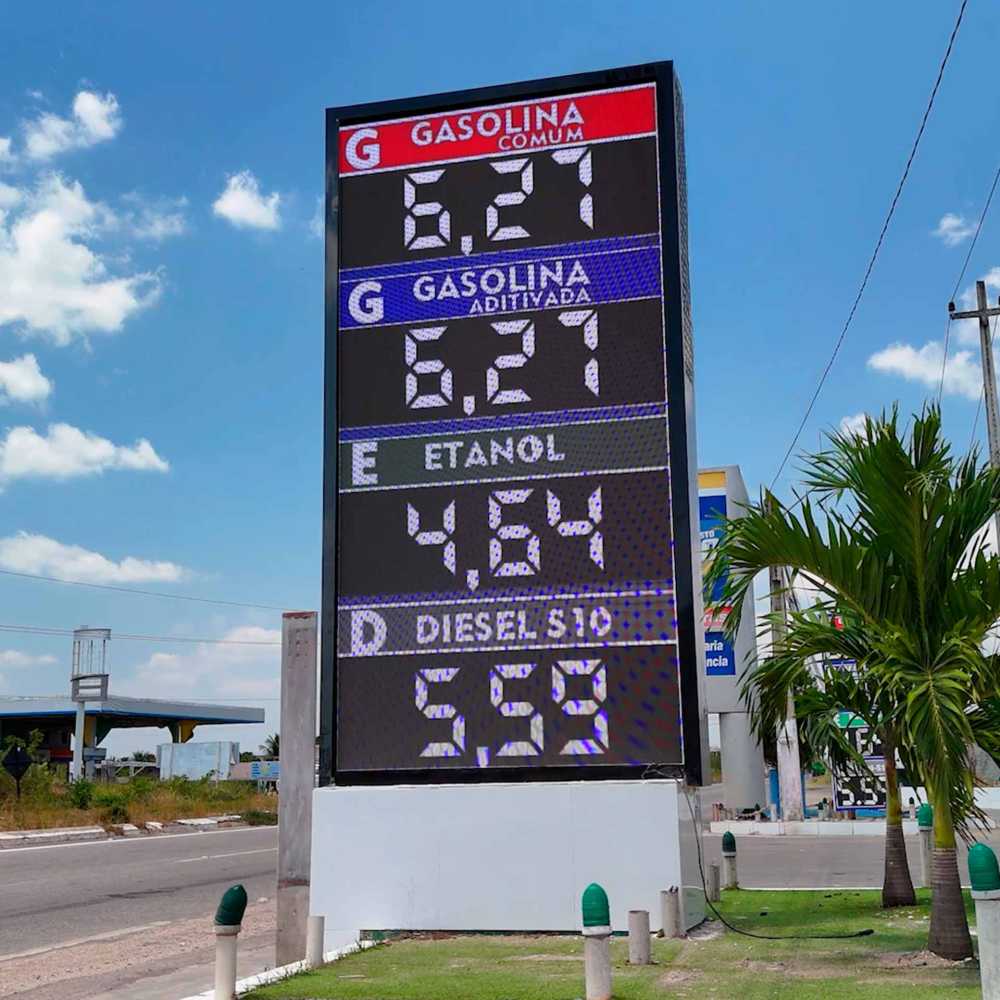 G GASOLINA
COMUM
6,27
G GASOLINA
ADITIVADA
6,27
E ETANOL
4,64
D DIESEL S10
5,59